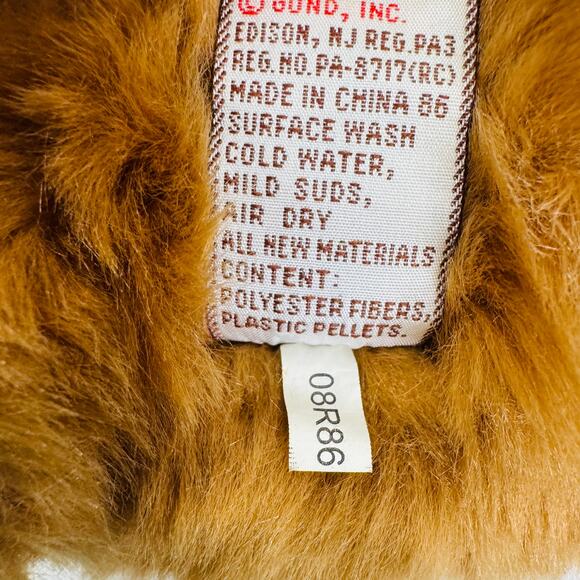 © GUND, INC.
EDISON, NJ REG.PA3
REG.NO.PA-8717(RC)
MADE IN CHINA 86
SURFACE WASH
COLD WATER,
MILD SUDS,
AIR DRY
ALL NEW MATERIALS
CONTENT:
POLYESTER FIBERS,
PLASTIC PELLETS.
08R86